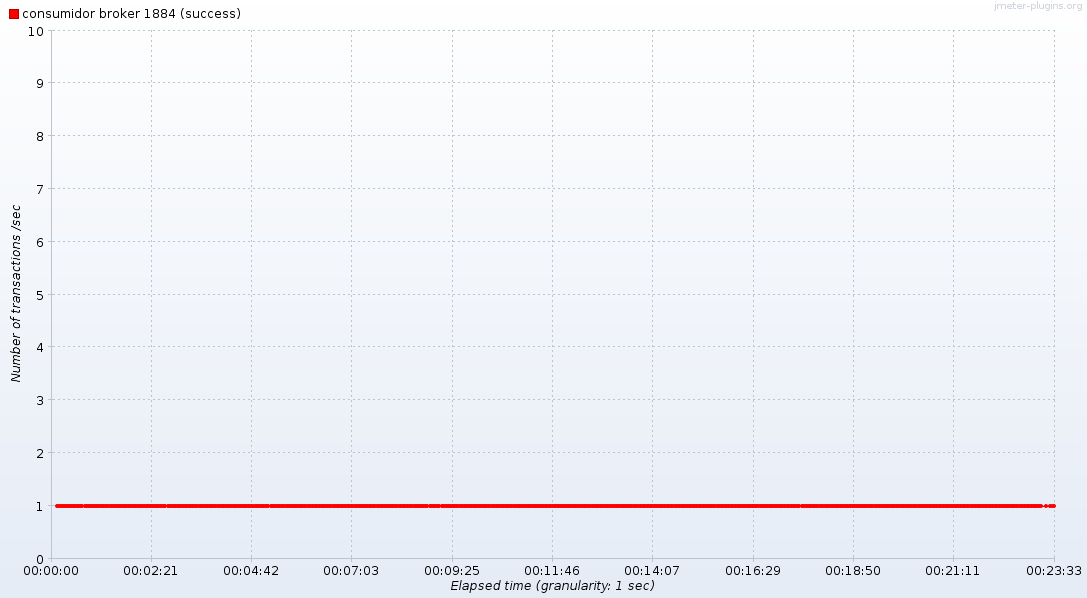 jmeter-plugins.org
consumidor broker 1884 (success)
10
9
8
7
6
5
4
3
2
1
0
Number of transactions /sec
00:00:00 00:02:21 00:04:42 00:07:03 00:09:25 00:11:46 00:14:07 00:16:29 00:18:50 00:21:11 00:23:33
Elapsed time (granularity: 1 sec)